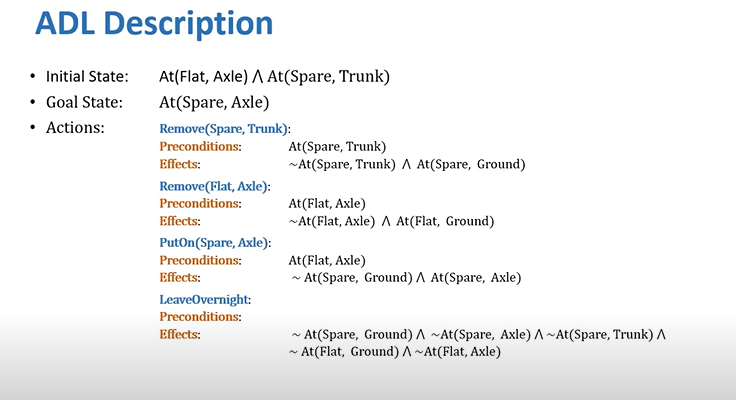 ADL Description
• Initial State: At(Flat, Axle) ⋀ At(Spare, Trunk)
• Goal State: At(Spare, Axle)
• Actions: Remove(Spare, Trunk):
Preconditions: At(Spare, Trunk)
Effects: ~At(Spare, Trunk) ⋀ At(Spare, Ground)
Remove(Flat, Axle):
Preconditions: At(Flat, Axle)
Effects: ~At(Flat, Axle) ⋀ At(Flat, Ground)
PutOn(Spare, Axle):
Preconditions: At(Flat, Axle)
Effects: ~ At(Spare, Ground) ⋀ At(Spare, Axle)
LeaveOvernight:
Preconditions:
Effects: ~ At(Spare, Ground) ⋀ ~At(Spare, Axle) ⋀ ~At(Spare, Trunk) ⋀
~ At(Flat, Ground) ⋀ ~At(Flat, Axle)